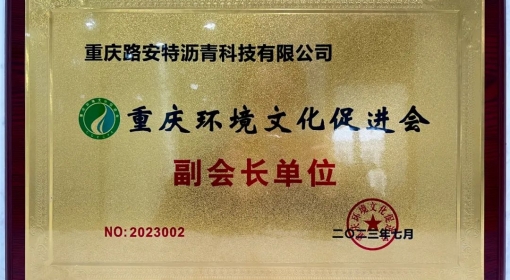 重庆路安特沥青科技有限公司
重庆环境文化促进会
副会长单位
NO:2023002
二〇二三年七月